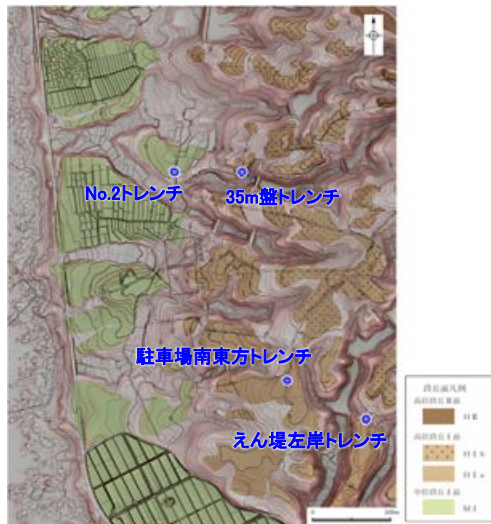 No.2トレンチ
35m盤トレンチ
駐車場南東方トレンチ
えん堤左岸トレンチ
段丘面凡例
高位段丘Ⅱ面
HⅡ
高位段丘Ⅰ面
HⅠb
HⅠa
中位段丘Ⅰ面
MⅠ